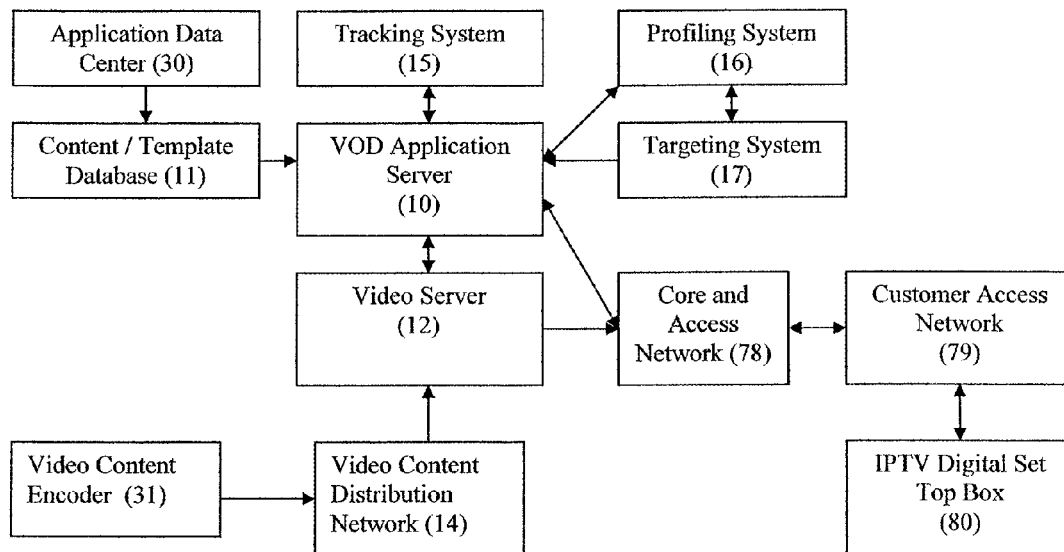 Application Data
Center (30)
Tracking System
(15)
Profiling System
(16)
Content / Template
Database (11)
VOD Application
Server
(10)
Targeting System
(17)
Video Server
(12)
Core and
Access
Network (78)
Customer Access
Network
(79)
Video Content
Encoder (31)
Video Content
Distribution
Network (14)
IPTV Digital Set
Top Box
(80)